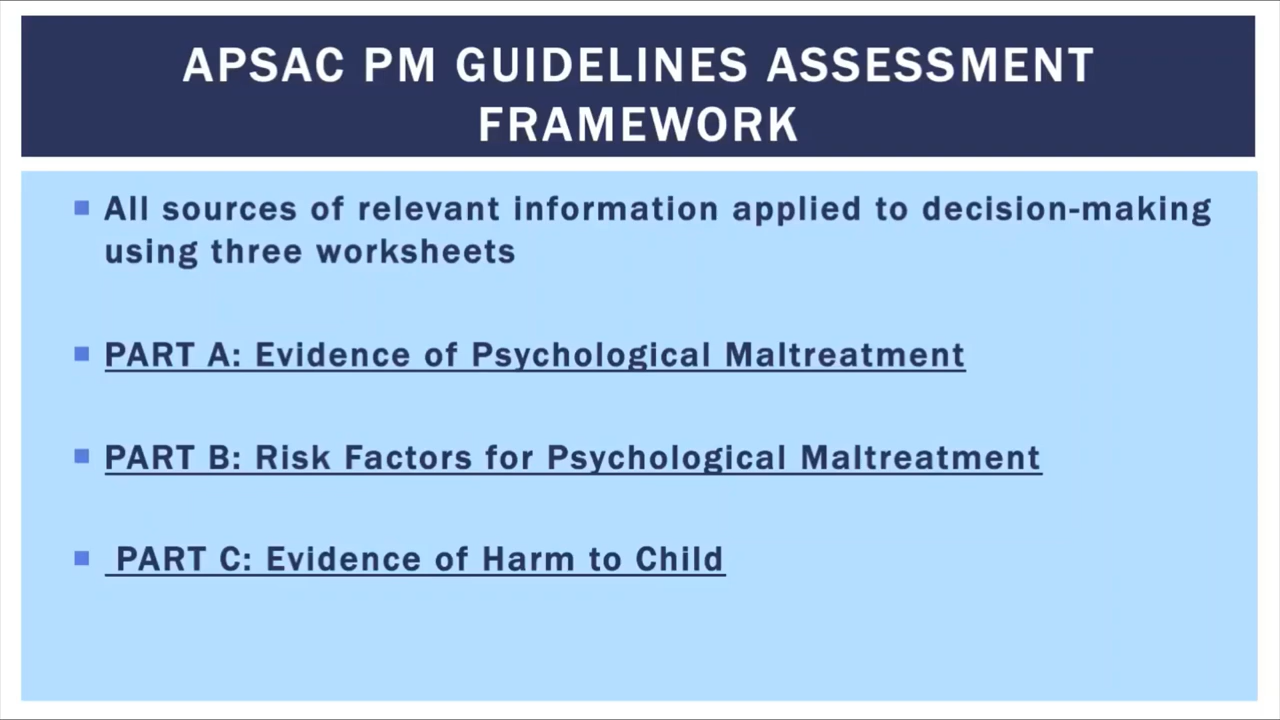 APSAC PM GUIDELINES ASSESSMENT
FRAMEWORK
All sources of relevant information applied to decision-making
using three worksheets
PART A: Evidence of Psychological Maltreatment
PART B: Risk Factors for Psychological Maltreatment
PART C: Evidence of Harm to Child